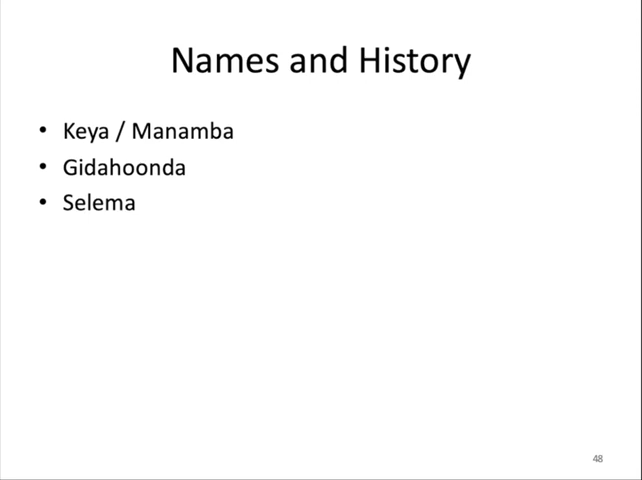 Names and History
• Keya / Manamba
• Gidahoonda
• Selema
48